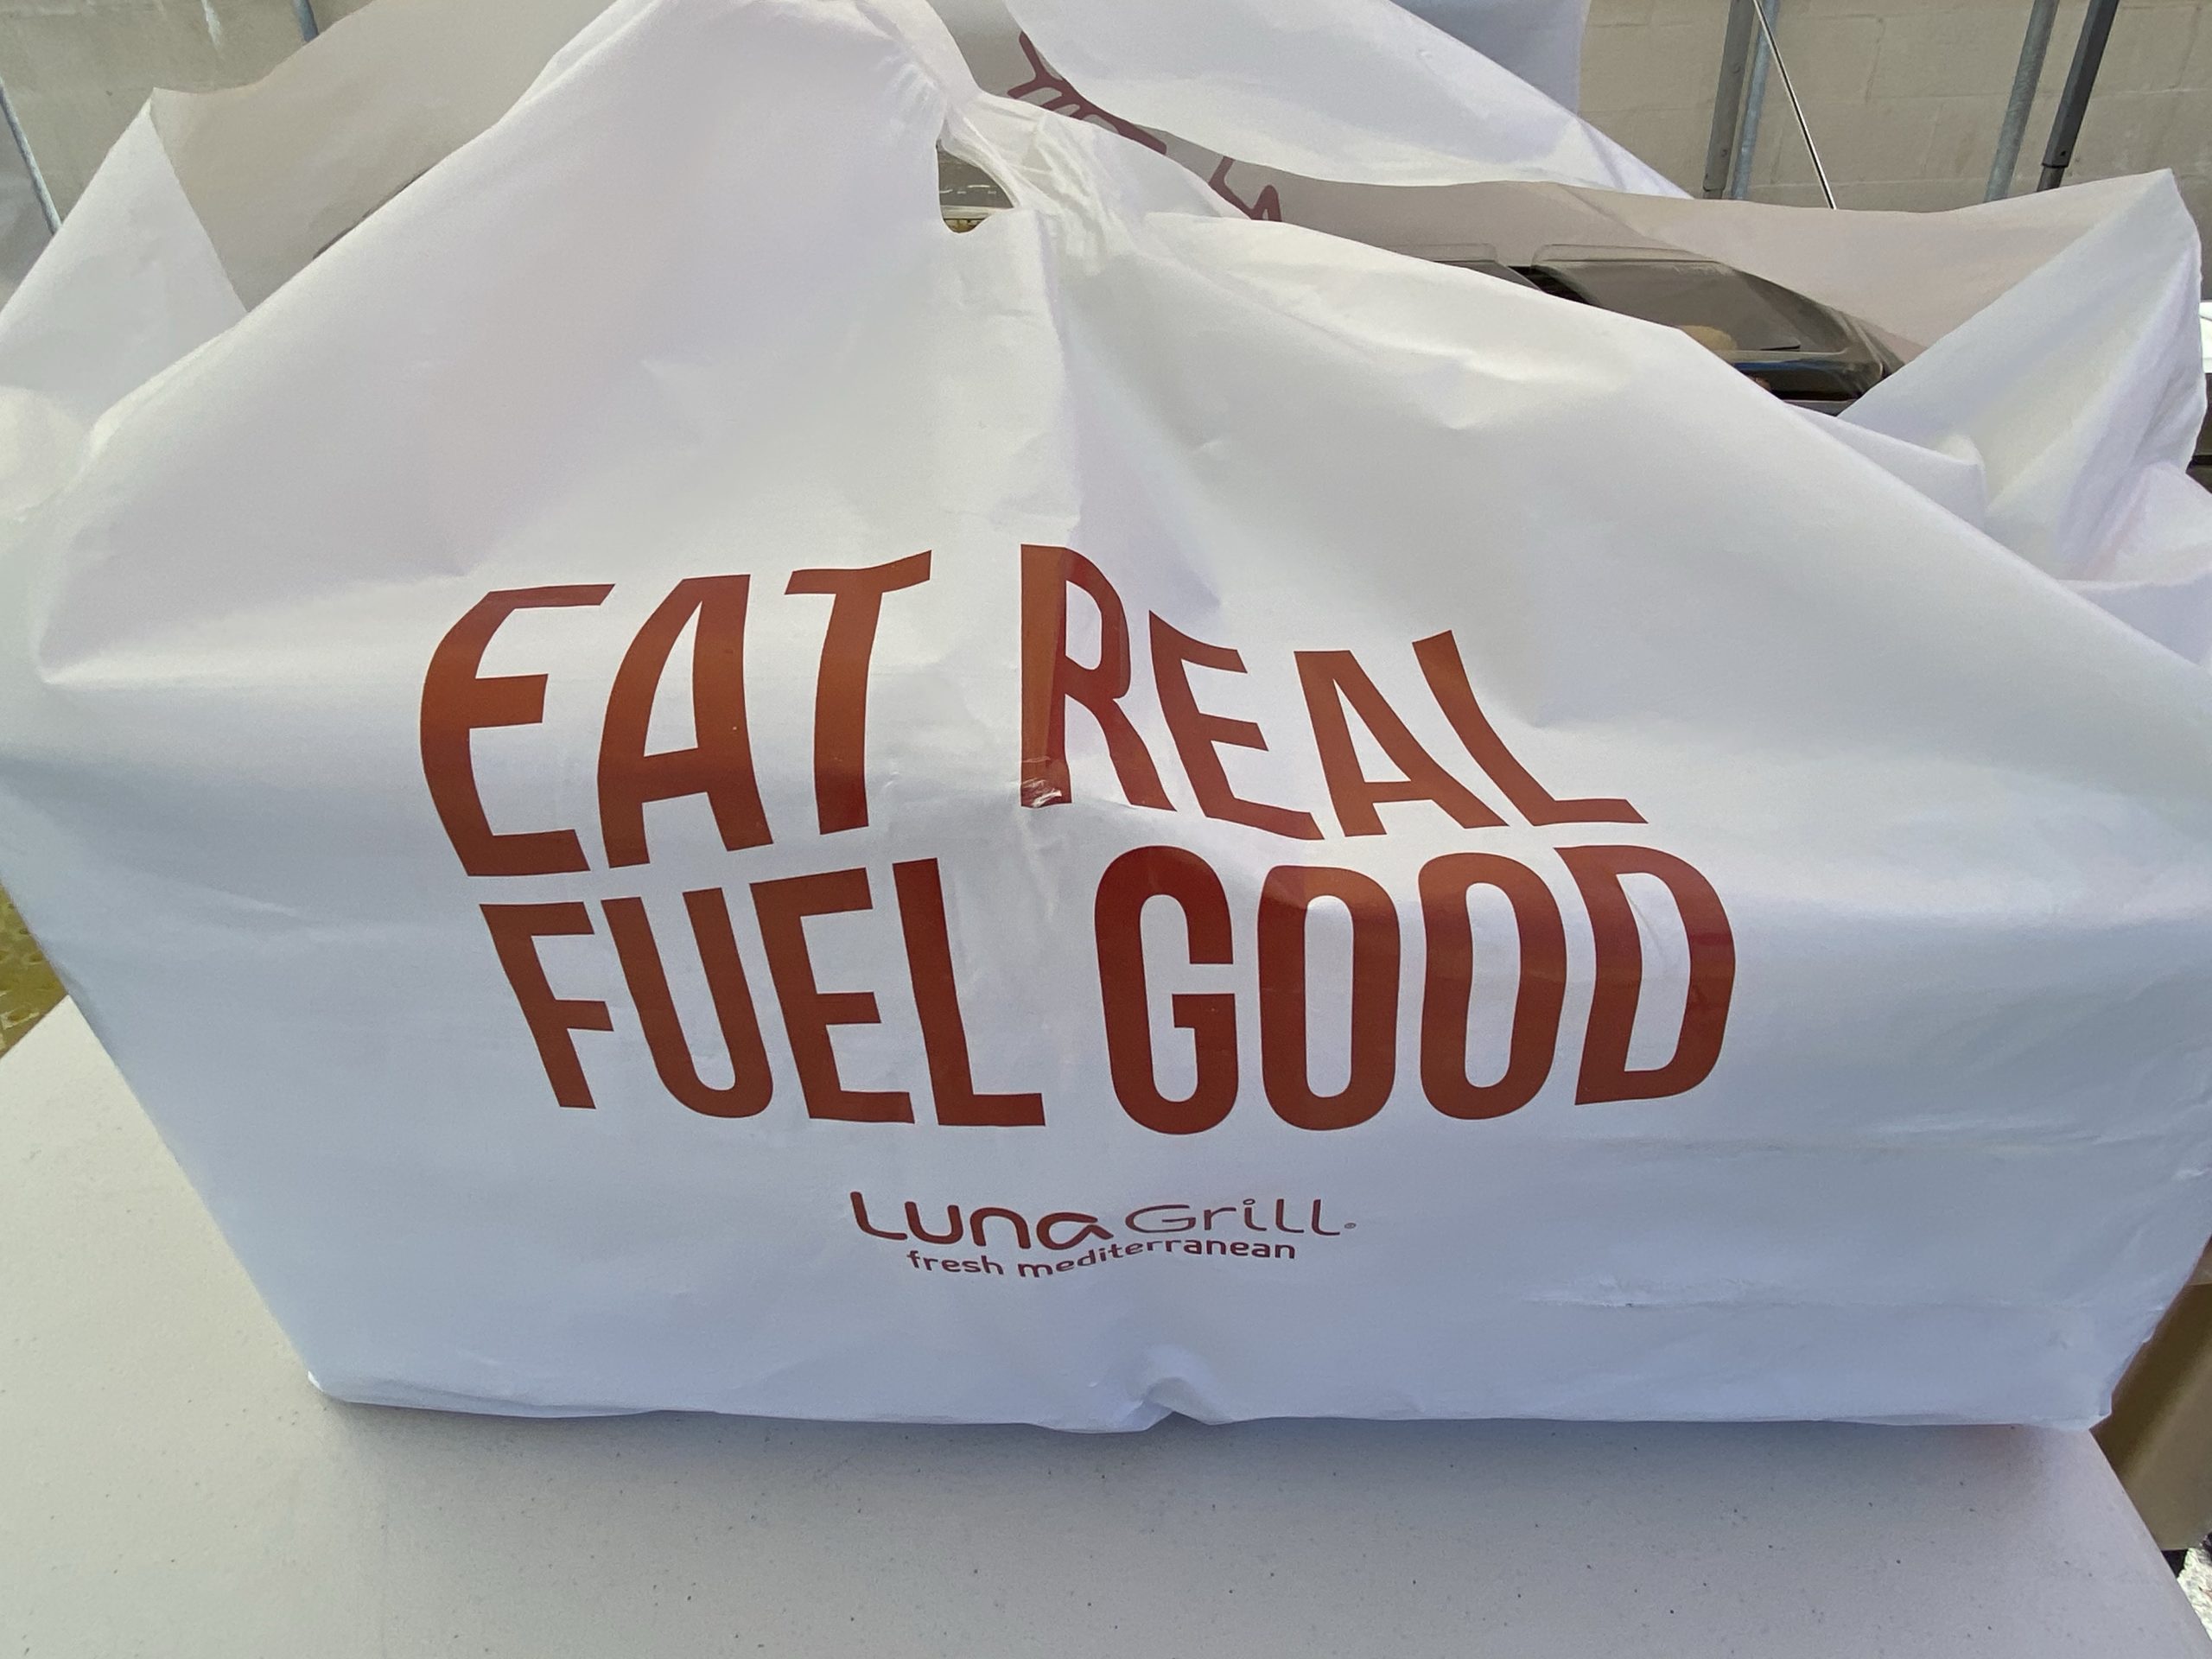 EAT REAL
FUEL GOOD
Luna Grill®
fresh mediterranean